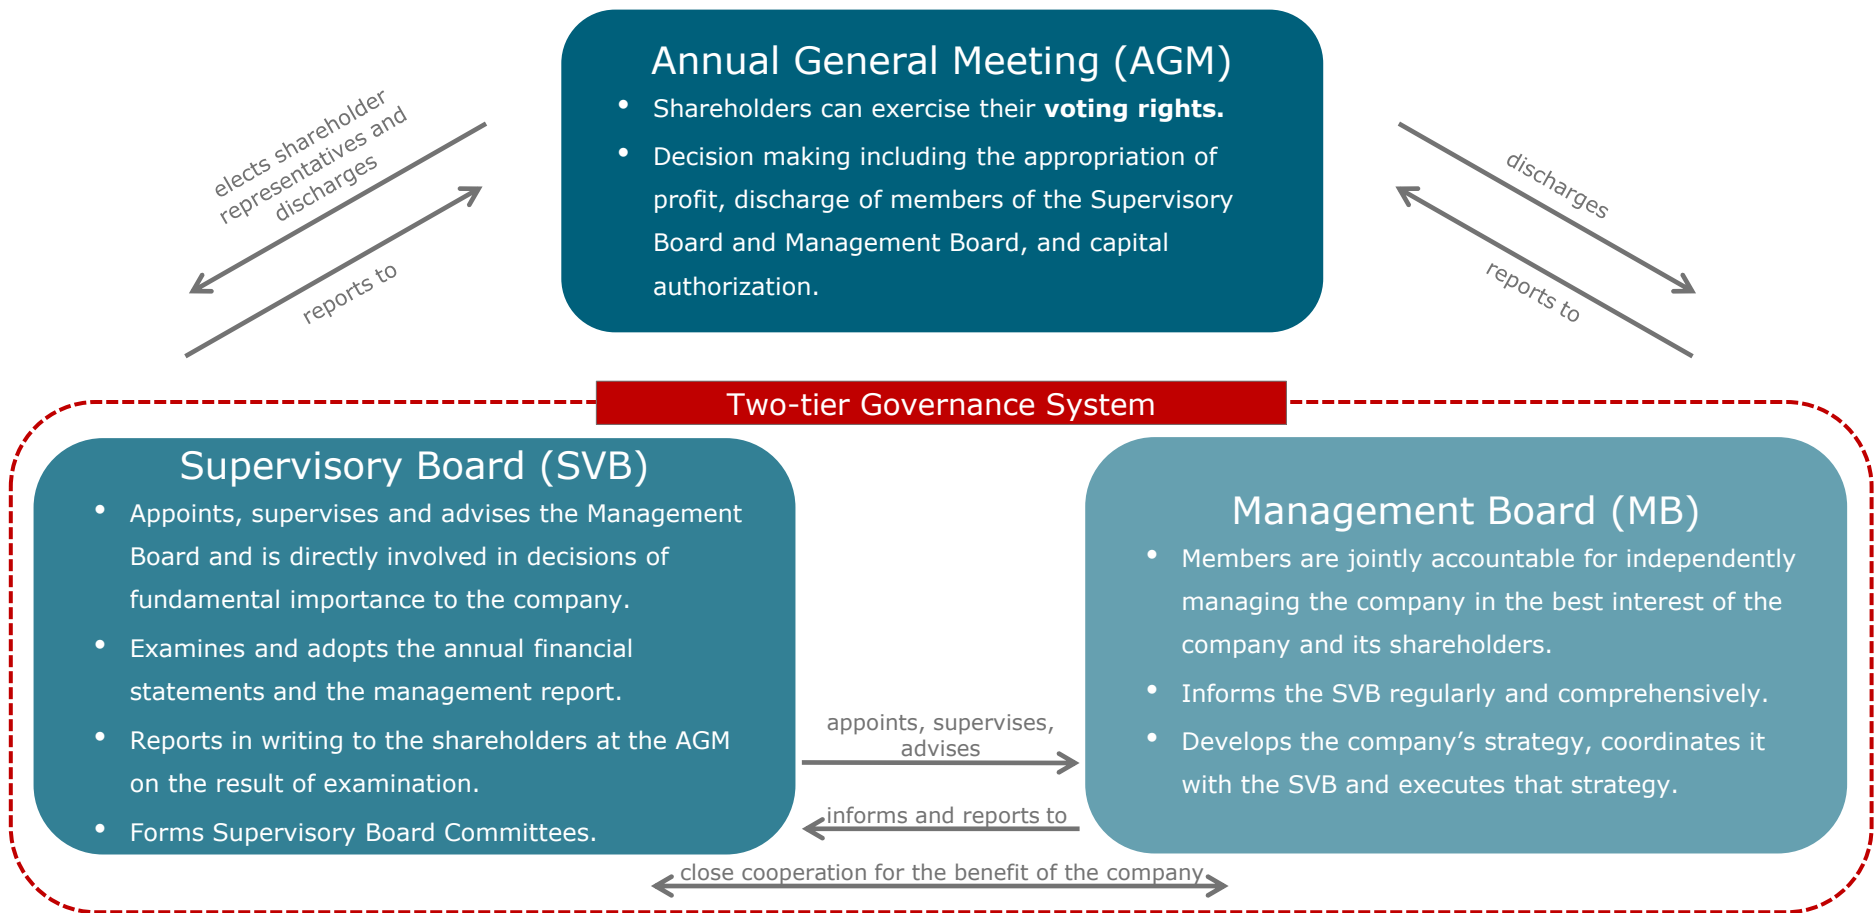 Annual General Meeting (AGM)
• Shareholders can exercise their voting rights.
• Decision making including the appropriation of
profit, discharge of members of the Supervisory
Board and Management Board, and capital
authorization.
elects shareholder
representatives and
discharges
reports to
discharges
reports to
Two-tier Governance System
Supervisory Board (SVB)
• Appoints, supervises and advises the Management
Board and is directly involved in decisions of
fundamental importance to the company.
• Examines and adopts the annual financial
statements and the management report.
• Reports in writing to the shareholders at the AGM
on the result of examination.
• Forms Supervisory Board Committees.
appoints, supervises,
advises
informs and reports to
close cooperation for the benefit of the company
Management Board (MB)
• Members are jointly accountable for independently
managing the company in the best interest of the
company and its shareholders.
• Informs the SVB regularly and comprehensively.
• Develops the company’s strategy, coordinates it
with the SVB and executes that strategy.